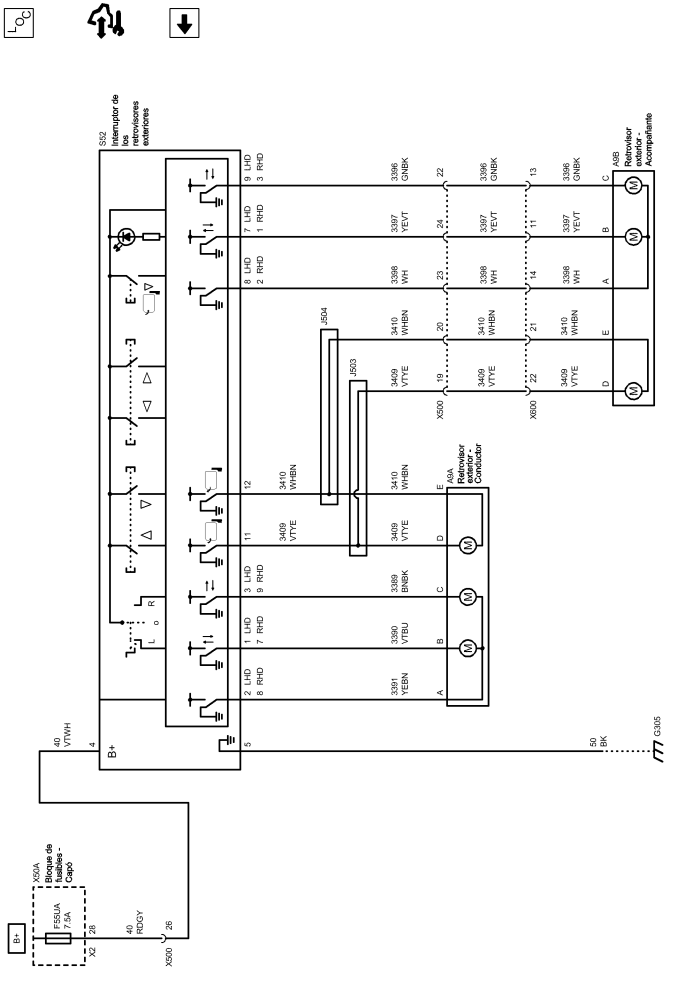 LOC
B+
X50A
Bloque de
fusibles -
Capó
F55UA
7.5A
X2
28
40
RDGY
26
X500
40
VTWH
4
B+
S52
Interruptor de
los
retrovisores
exteriores
L
o
R
M
5
50
BK
G305
2 LHD
8 RHD
1 LHD
7 RHD
3 LHD
9 RHD
11
12
8 LHD
2 RHD
7 LHD
1 RHD
9 LHD
3 RHD
3409
VTYE
3410
WHBN
J504
J503
3391
YEBN
3390
VTBU
3389
BNBK
3409
VTYE
3410
WHBN
A
B
C
D
E
A9A
Retrovisor
exterior -
Conductor
M
M
M
3409
VTYE
3410
WHBN
3398
WH
3397
YEVT
3396
GNBK
X500
19
20
23
24
22
3409
VTYE
3410
WHBN
3398
WH
3397
YEVT
3396
GNBK
X600
22
21
14
11
13
3409
VTYE
3410
WHBN
3398
WH
3397
YEVT
3396
GNBK
D
E
A
B
C
A9B
Retrovisor
exterior -
Acompañante
M
M